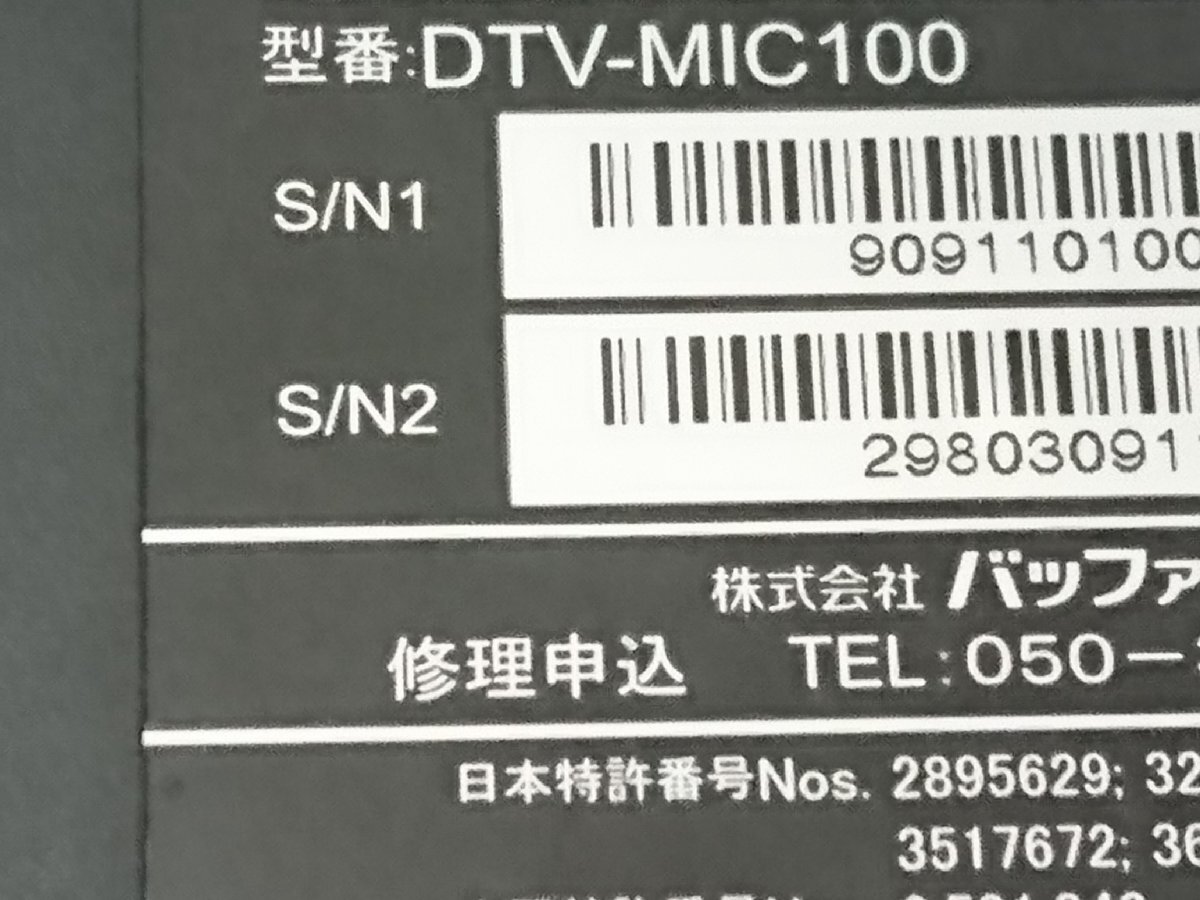 型番:DTV-MIC100
S/N1
909110100
S/N2
29803091
株式会社 バッファ
修理申込 TEL:050-
日本特許番号Nos. 2895629; 32
3517672; 36